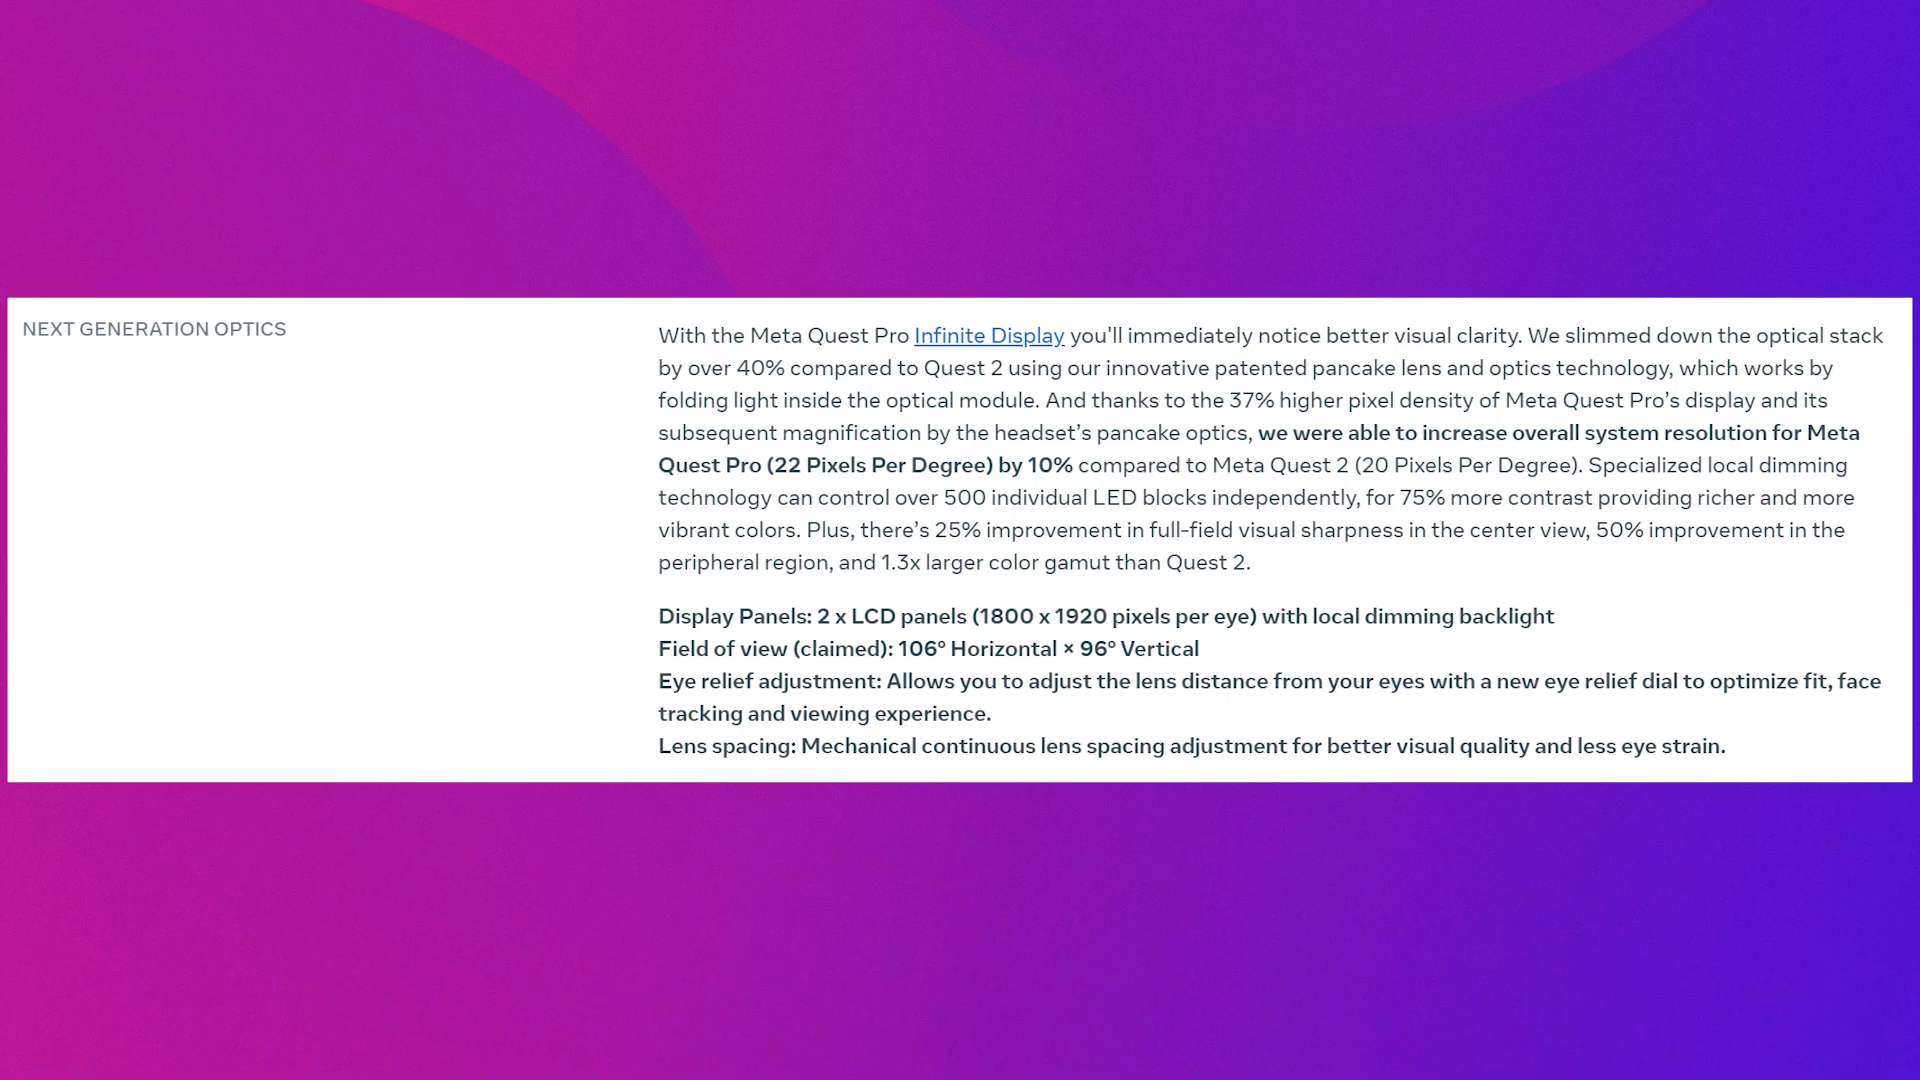 NEXT GENERATION OPTICS
With the Meta Quest Pro Infinite Display you'll immediately notice better visual clarity. We slimmed down the optical stack
by over 40% compared to Quest 2 using our innovative patented pancake lens and optics technology, which works by
folding light inside the optical module. And thanks to the 37% higher pixel density of Meta Quest Pro’s display and its
subsequent magnification by the headset’s pancake optics, we were able to increase overall system resolution for Meta
Quest Pro (22 Pixels Per Degree) by 10% compared to Meta Quest 2 (20 Pixels Per Degree). Specialized local dimming
technology can control over 500 individual LED blocks independently, for 75% more contrast providing richer and more
vibrant colors. Plus, there’s 25% improvement in full-field visual sharpness in the center view, 50% improvement in the
peripheral region, and 1.3x larger color gamut than Quest 2.
Display Panels: 2 x LCD panels (1800 x 1920 pixels per eye) with local dimming backlight
Field of view (claimed): 106° Horizontal × 96° Vertical
Eye relief adjustment: Allows you to adjust the lens distance from your eyes with a new eye relief dial to optimize fit, face
tracking and viewing experience.
Lens spacing: Mechanical continuous lens spacing adjustment for better visual quality and less eye strain.